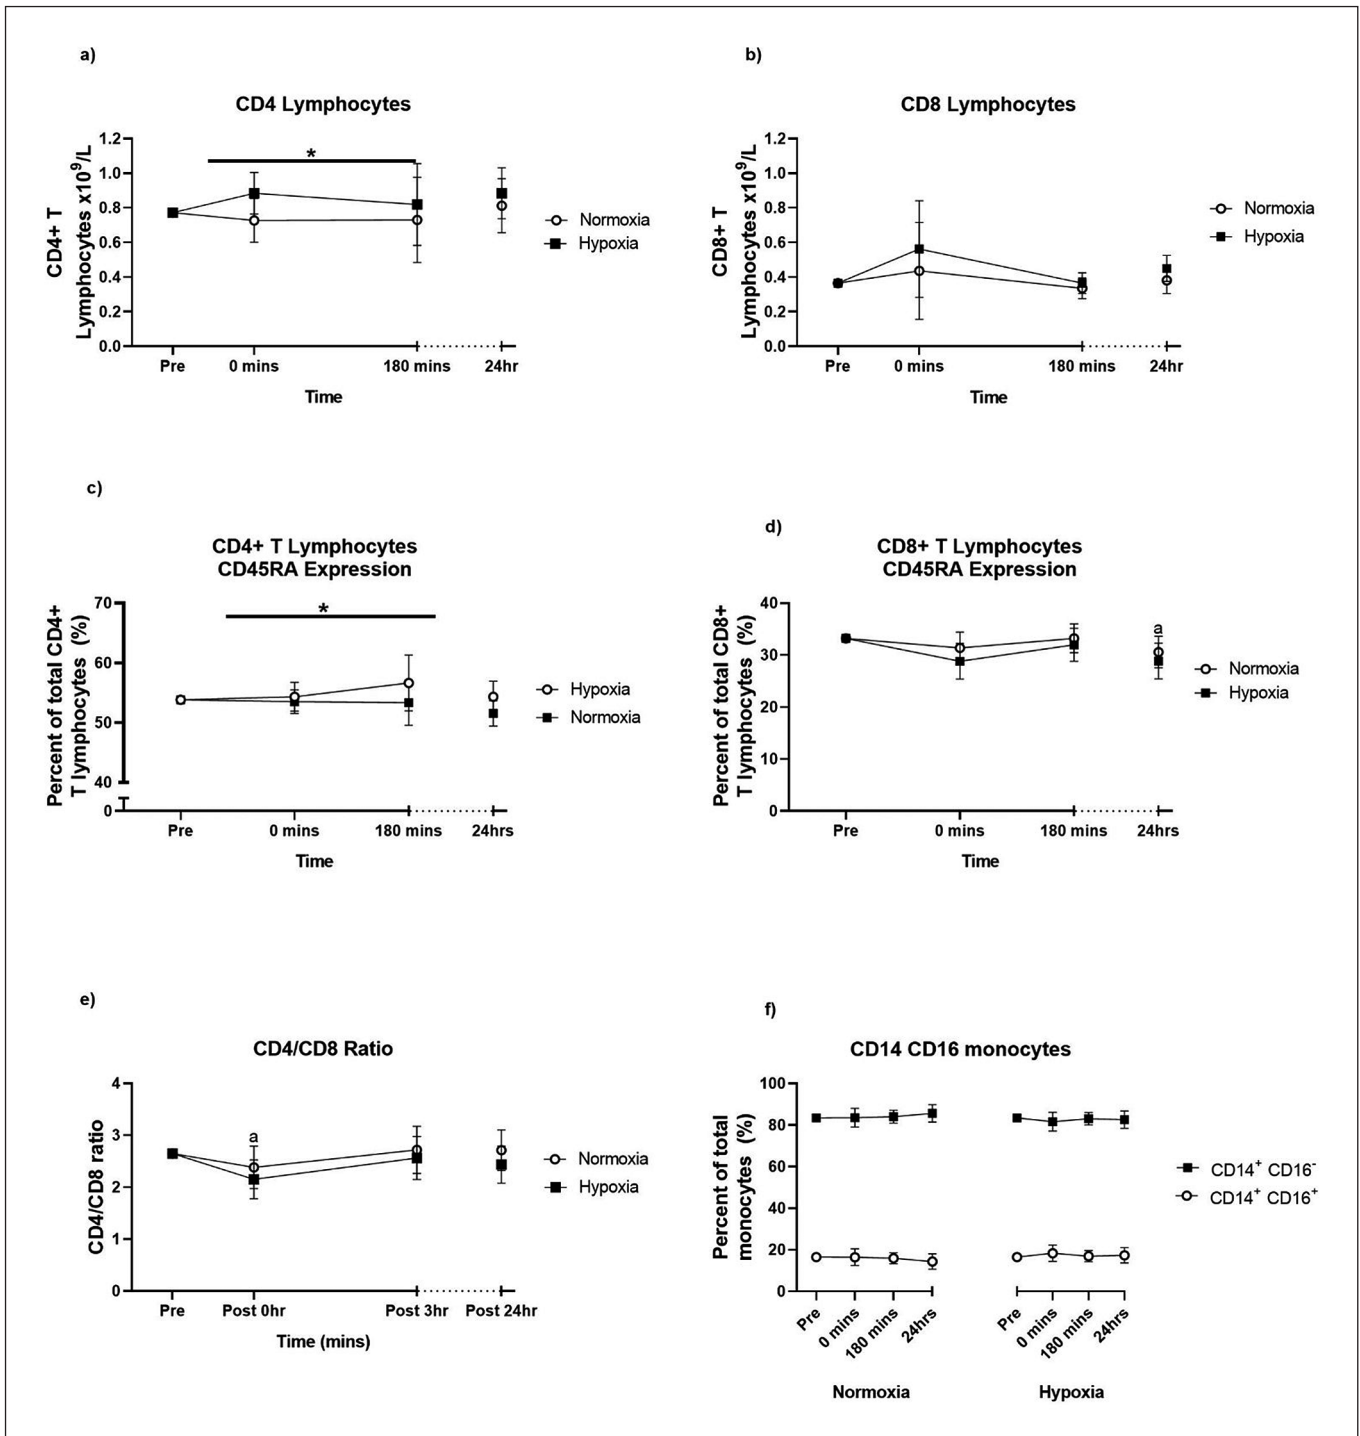 a)
CD4 Lymphocytes
CD4+ T
Lymphocytes x10⁹/L
1.2
1.0
0.8
0.6
0.4
0.2
0.0
*
Pre
0 mins
180 mins
24hr
Time
Normoxia
Hypoxia
b)
CD8 Lymphocytes
CD8+ T
Lymphocytes x10⁹/L
1.2
1.0
0.8
0.6
0.4
0.2
0.0
Pre
0 mins
180 mins
24hr
Time
Normoxia
Hypoxia
c)
CD4+ T Lymphocytes
CD45RA Expression
Percent of total CD4+
T lymphocytes (%)
70
60
50
40
0
*
Pre
0 mins
180 mins
24hrs
Time
Hypoxia
Normoxia
d)
CD8+ T Lymphocytes
CD45RA Expression
Percent of total CD8+
T lymphocytes (%)
40
30
20
10
0
a
Pre
0 mins
180 mins
24hrs
Time
Normoxia
Hypoxia
e)
CD4/CD8 Ratio
CD4/CD8 ratio
4
3
2
1
0
a
Pre
Post 0hr
Post 3hr
Post 24hr
Time (mins)
Normoxia
Hypoxia
f)
CD14 CD16 monocytes
Percent of total
monocytes (%)
100
80
60
40
20
0
Pre
0 mins
180 mins
24hrs
Normoxia
Pre
0 mins
180 mins
24hrs
Hypoxia
CD14⁺ CD16⁻
CD14⁺ CD16⁺